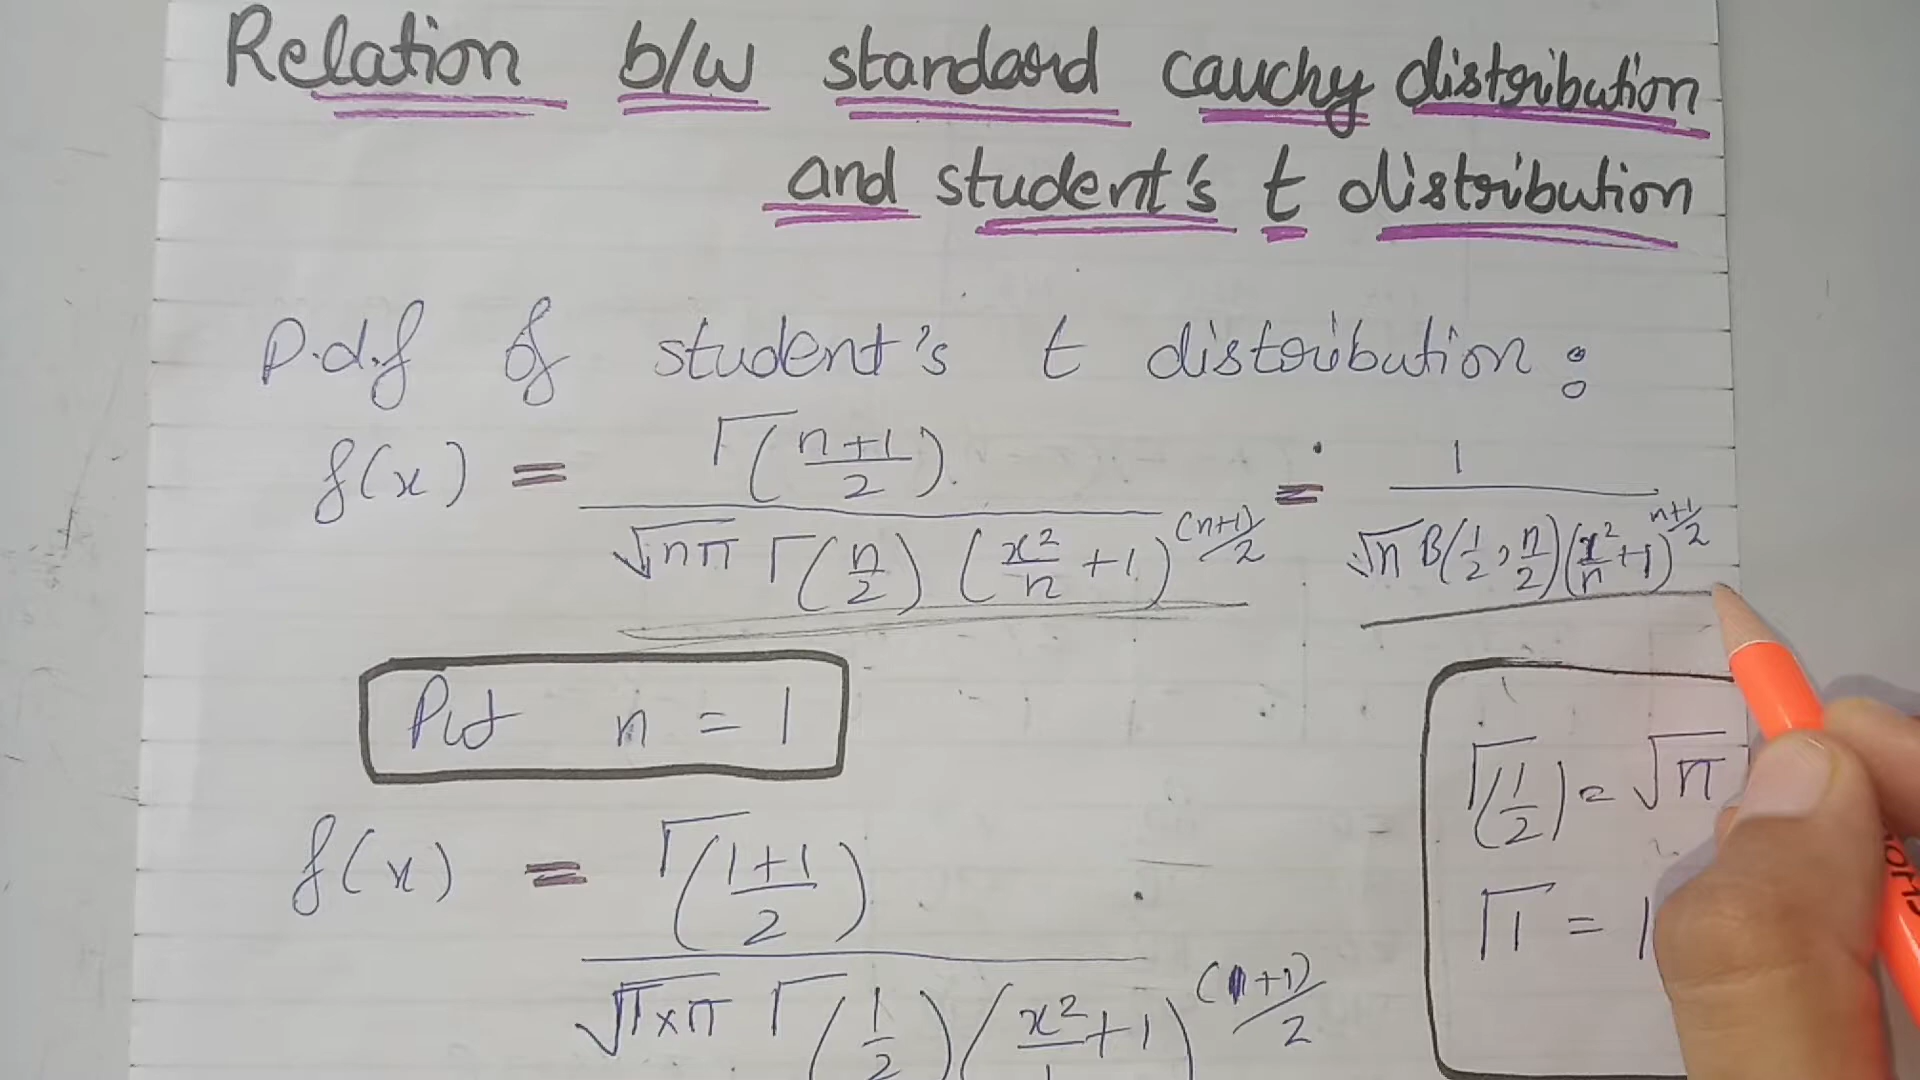 Relation b/w standard cauchy distribution
and student's t distribution
P.d.f of student's t distribution:
f(x) = Γ((n+1)/2) / (√(nπ) Γ(n/2) (x²/n + 1)^((n+1)/2)) = 1 / (√n B(1/2, n/2) (x²/n + 1)^((n+1)/2))
Put n = 1
Γ(1/2) = √π
Γ1 = 1
f(x) = Γ((1+1)/2) / (√(1×π) Γ(1/2) (x²/1 + 1)^((1+1)/2))